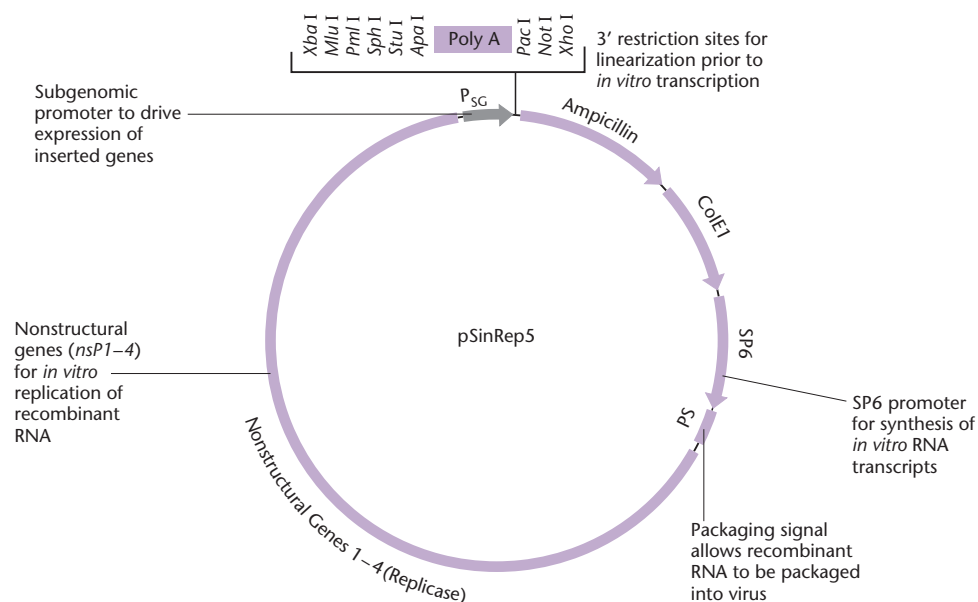 Xba I
Mlu I
Pml I
Sph I
Stu I
Apa I
Poly A
Pac I
Not I
Xho I
3′ restriction sites for
linearization prior to
in vitro transcription
Subgenomic
promoter to drive
expression of
inserted genes
PSG
Ampicillin
ColE1
pSinRep5
SP6
Nonstructural
genes (nsP1–4)
for in vitro
replication of
recombinant
RNA
PS
SP6 promoter
for synthesis of
in vitro RNA
transcripts
Nonstructural Genes 1–4 (Replicase)
Packaging signal
allows recombinant
RNA to be packaged
into virus